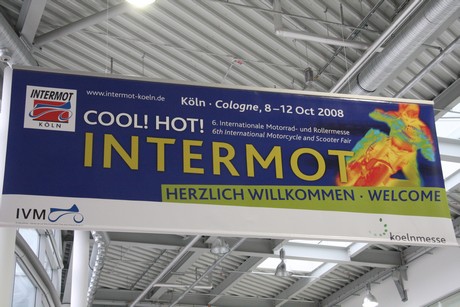 INTERMOT
KÖLN
2008
www.intermot-koeln.de
Köln · Cologne, 8–12 Oct 2008
COOL! HOT!
6. Internationale Motorrad- und Rollermesse
6th International Motorcycle and Scooter Fair
INTERMOT
HERZLICH WILLKOMMEN · WELCOME
IVM
koelnmesse